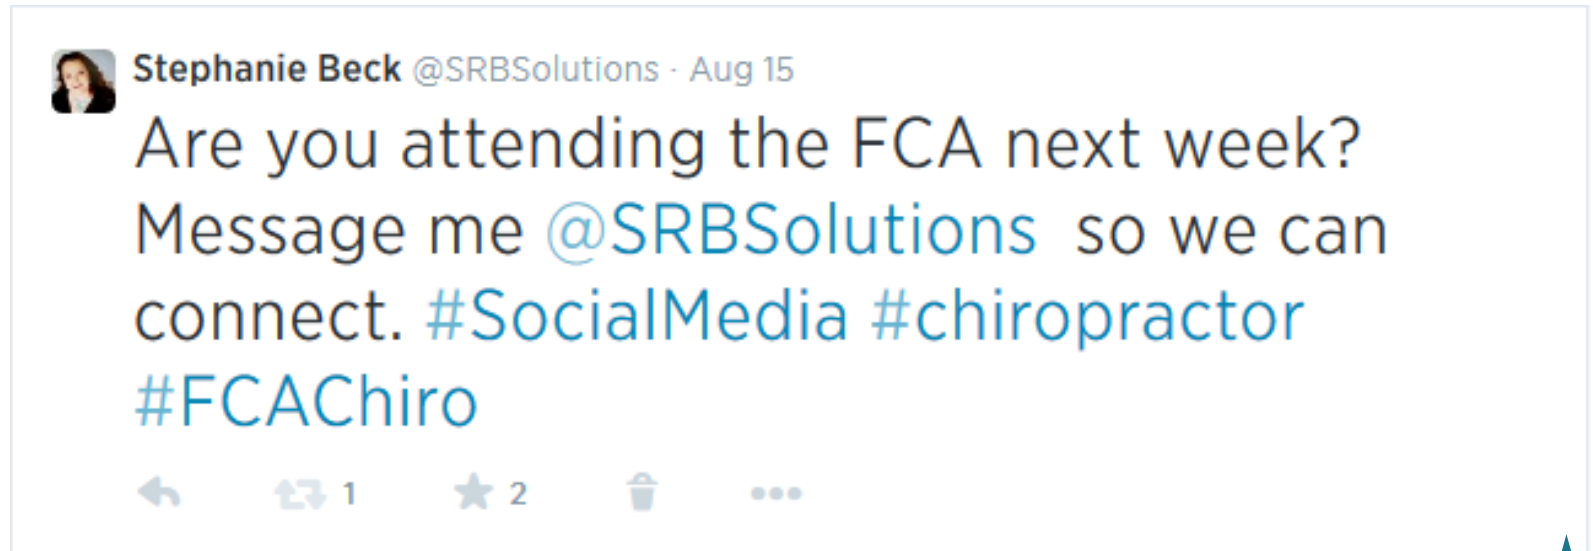 Stephanie Beck @SRBSolutions · Aug 15
Are you attending the FCA next week?
Message me @SRBSolutions so we can
connect. #SocialMedia #chiropractor
#FCAChiro
1 2